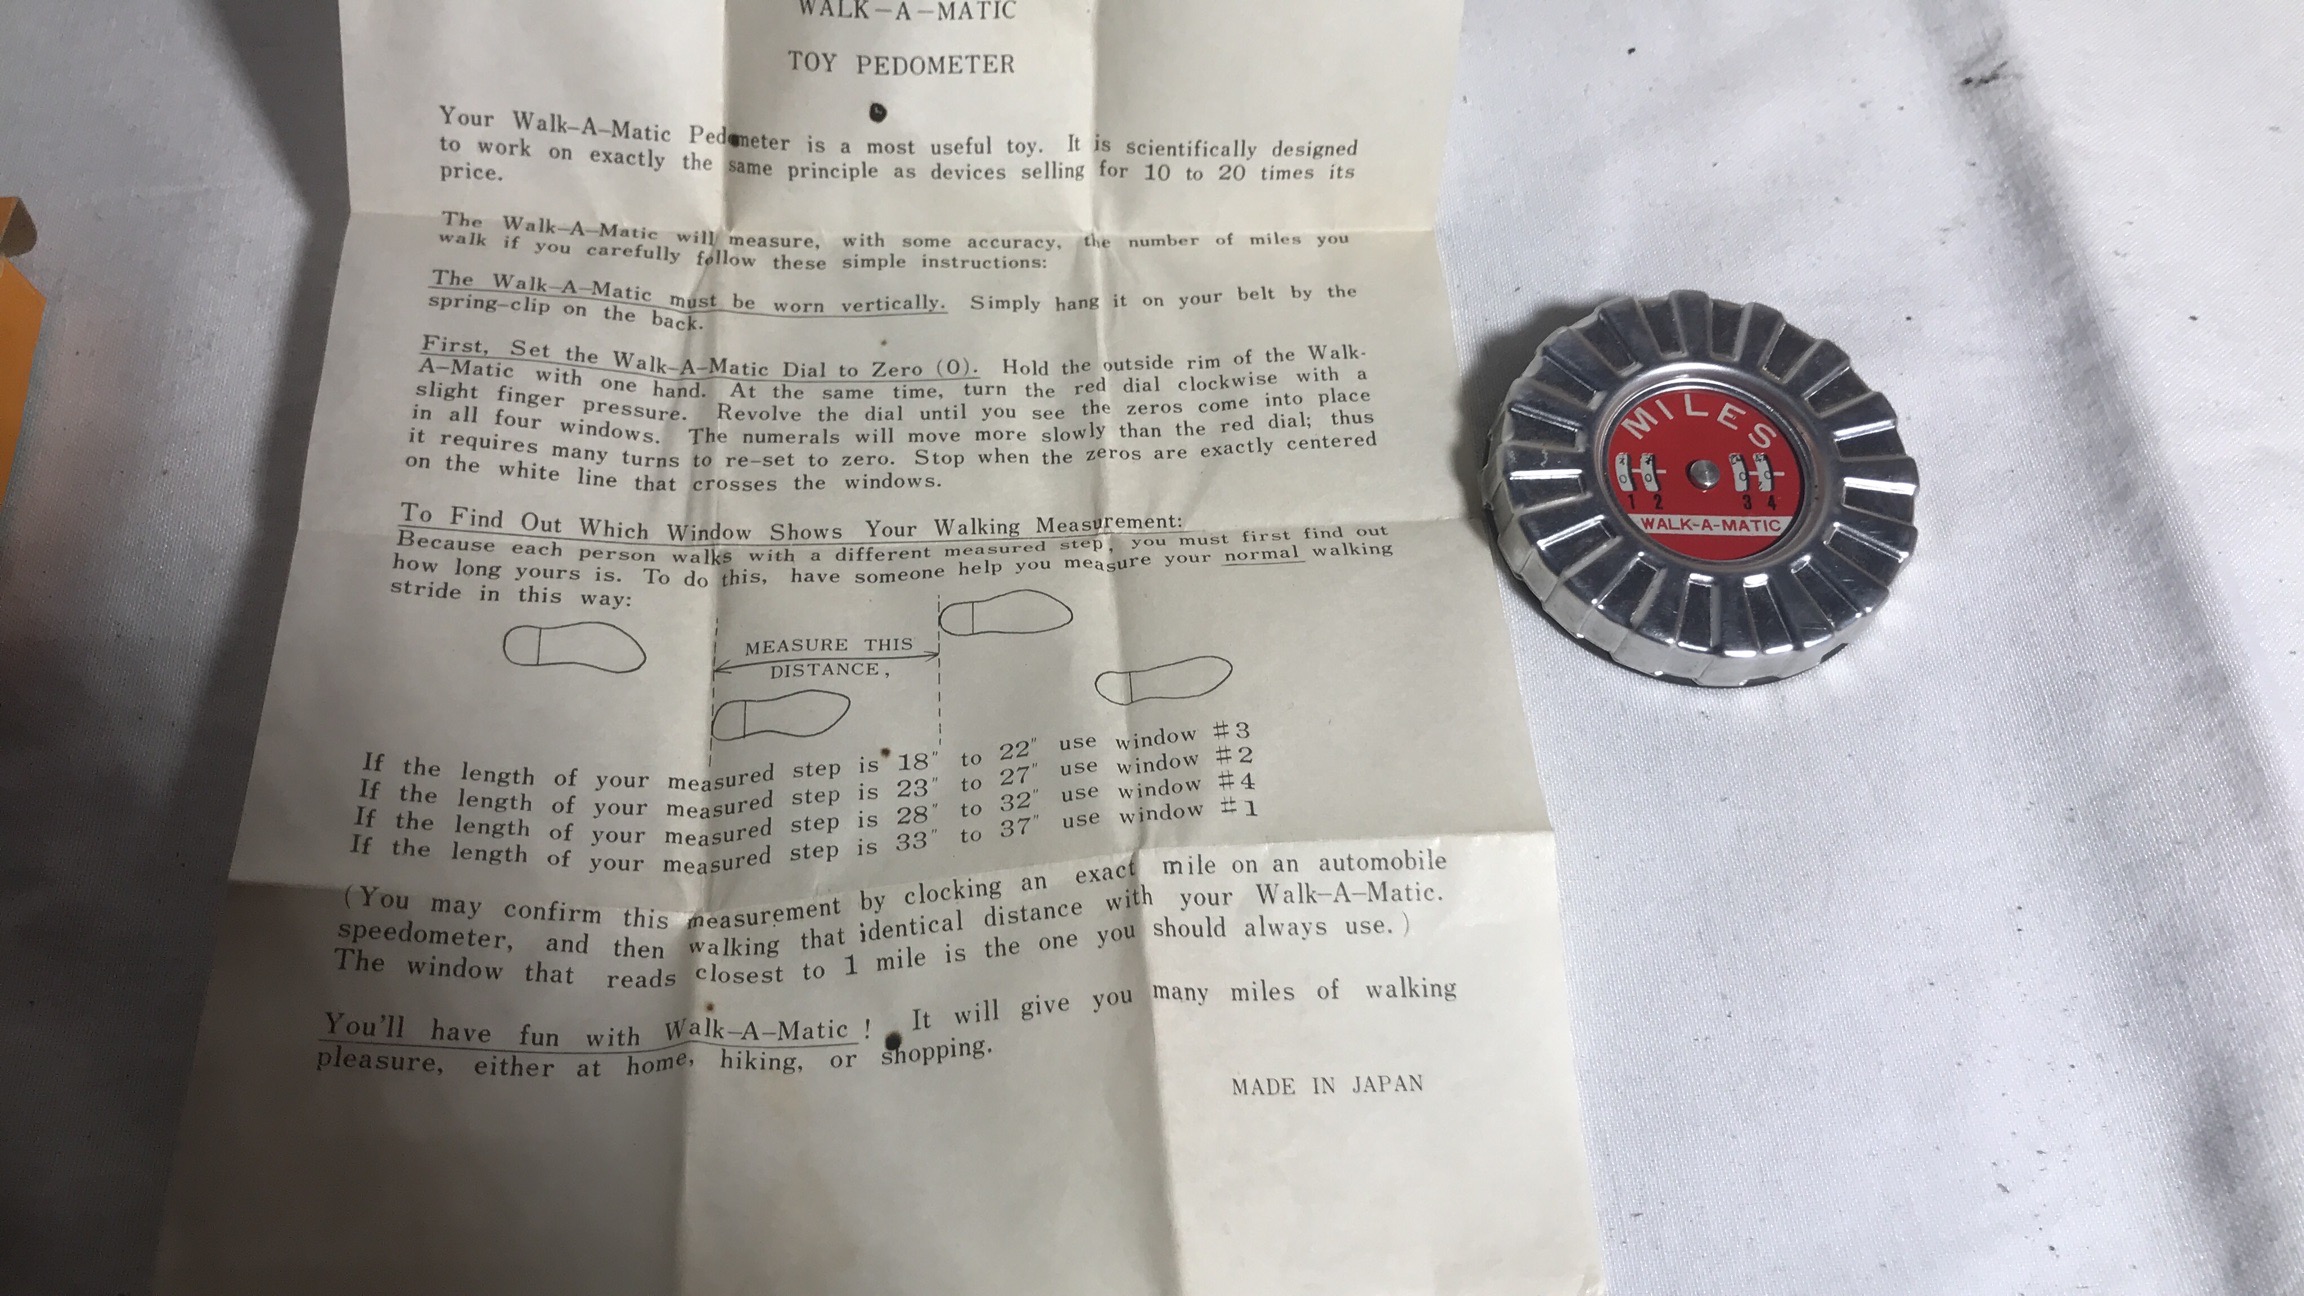 WALK-A-MATIC
TOY PEDOMETER
Your Walk-A-Matic Pedometer is a most useful toy. It is scientifically designed
to work on exactly the same principle as devices selling for 10 to 20 times its
price.
The Walk-A-Matic will measure, with some accuracy, the number of miles you
walk if you carefully follow these simple instructions:
The Walk-A-Matic must be worn vertically. Simply hang it on your belt by the
spring-clip on the back.
First, Set the Walk-A-Matic Dial to Zero (0). Hold the outside rim of the Walk-
A-Matic with one hand. At the same time, turn the red dial clockwise with a
slight finger pressure. Revolve the dial until you see the zeros come into place
in all four windows. The numerals will move more slowly than the red dial; thus
it requires many turns to re-set to zero. Stop when the zeros are exactly centered
on the white line that crosses the windows.
To Find Out Which Window Shows Your Walking Measurement:
Because each person walks with a different measured step, you must first find out
how long yours is. To do this, have someone help you measure your normal walking
stride in this way:
MEASURE THIS
DISTANCE,
If the length of your measured step is 18" to 22" use window #3
If the length of your measured step is 23" to 27" use window #2
If the length of your measured step is 28" to 32" use window #4
If the length of your measured step is 33" to 37" use window #1
(You may confirm this measurement by clocking an exact mile on an automobile
speedometer, and then walking that identical distance with your Walk-A-Matic.
The window that reads closest to 1 mile is the one you should always use.)
You'll have fun with Walk-A-Matic! It will give you many miles of walking
pleasure, either at home, hiking, or shopping.
MADE IN JAPAN
MILES
0 0 0 0
1 2 3 4
WALK-A-MATIC